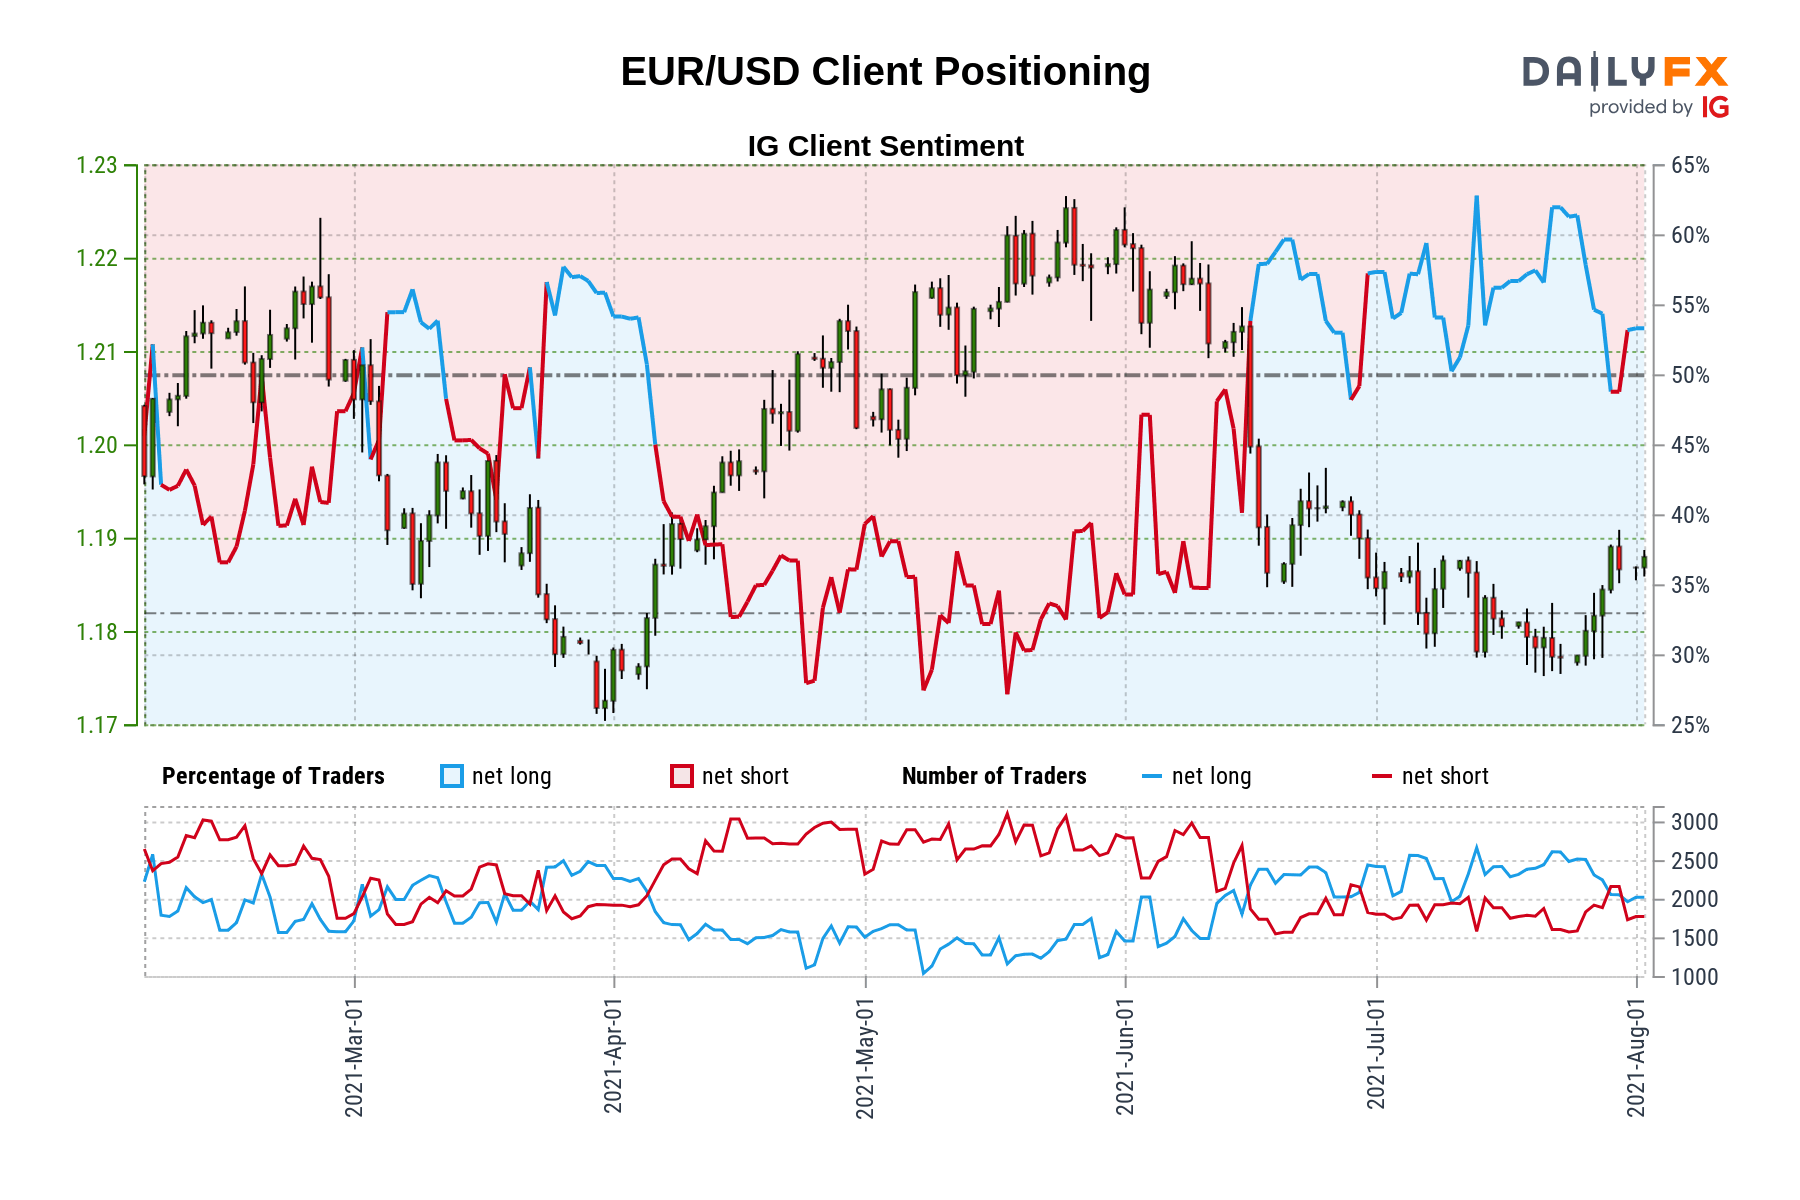 EUR/USD Client Positioning
DAILYFX
provided by IG
IG Client Sentiment
1.23
1.22
1.21
1.20
1.19
1.18
1.17
65%
60%
55%
50%
45%
40%
35%
30%
25%
Percentage of Traders net long net short Number of Traders net long net short
3000
2500
2000
1500
1000
2021-Mar-01
2021-Apr-01
2021-May-01
2021-Jun-01
2021-Jul-01
2021-Aug-01